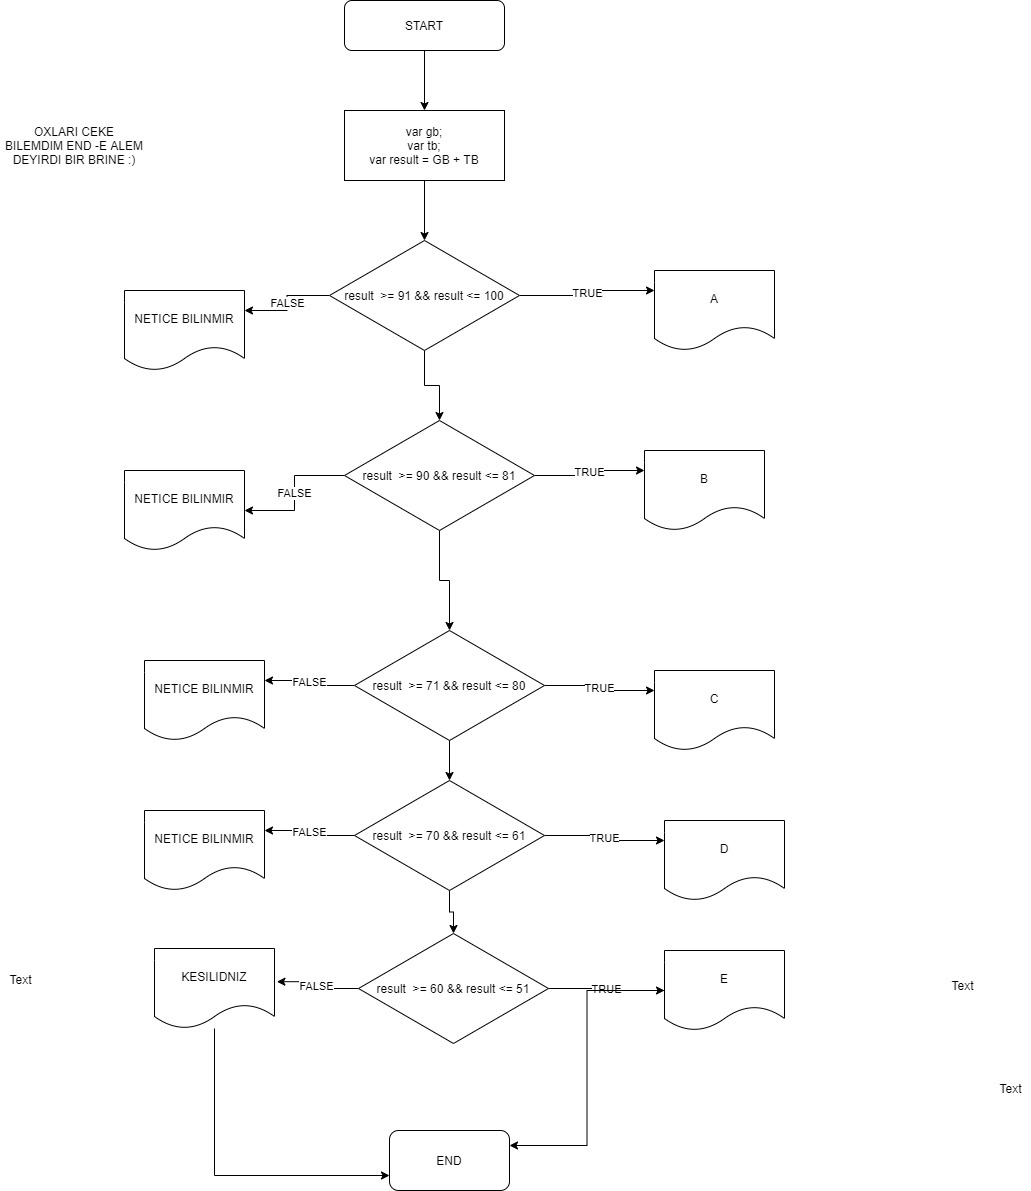 START
OXLARI CEKE
BILEMDIM END -E ALEM
DEYIRDI BIR BRINE :)
var gb;
var tb;
var result = GB + TB
result >= 91 && result <= 100
FALSE
NETICE BILINMIR
TRUE
A
result >= 90 && result <= 81
FALSE
NETICE BILINMIR
TRUE
B
result >= 71 && result <= 80
FALSE
NETICE BILINMIR
TRUE
C
result >= 70 && result <= 61
FALSE
NETICE BILINMIR
TRUE
D
result >= 60 && result <= 51
FALSE
KESILIDNIZ
TRUE
E
Text
Text
Text
END